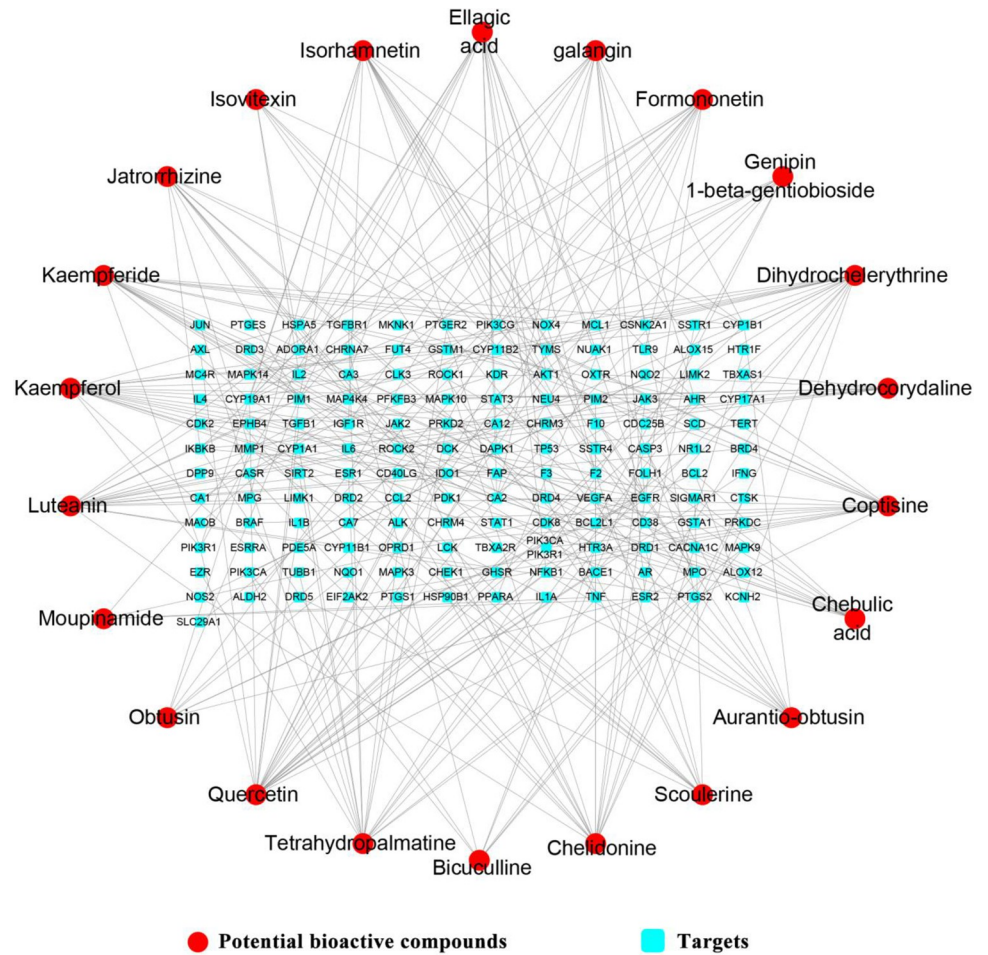 Ellagic
acid
Isorhamnetin
galangin
Isovitexin
Formononetin
Genipin
1-beta-gentiobioside
Jatrorrhizine
Kaempferide
Dihydrochelerythrine
JUN PTGES HSPA5 TGFBR1 MKNK1 PTGER2 PIK3CG NOX4 MCL1 CSNK2A1 SSTR1 CYP1B1
AXL DRD3 ADORA1 CHRNA7 FUT4 GSTM1 CYP11B2 TYMS NUAK1 TLR9 ALOX15 HTR1F
MC4R MAPK14 IL2 CA3 CLK3 ROCK1 KDR AKT1 OXTR NQO2 LIMK2 TBXAS1
Kaempferol
Dehydrocorydaline
IL4 CYP19A1 PIM1 MAP4K4 PFKFB3 MAPK10 STAT3 NEU4 PIM2 JAK3 AHR CYP17A1
CDK2 EPHB4 TGFB1 IGF1R JAK2 PRKD2 CA12 CHRM3 F10 CDC25B SCD TERT
IKBKB MMP1 CYP1A1 IL6 ROCK2 DCK DAPK1 TP53 SSTR4 CASP3 NR1L2 BRD4
DPP9 CASR SIRT2 ESR1 CD40LG IDO1 FAP F3 F2 FOLH1 BCL2 IFNG
CA1 MPG LIMK1 DRD2 CCL2 PDK1 CA2 DRD4 VEGFA EGFR SIGMAR1 CTSK
Luteanin
Coptisine
MAOB BRAF IL1B CA7 ALK CHRM4 STAT1 CDK8 BCL2L1 CD38 GSTA1 PRKDC
PIK3R1 ESRRA PDE5A CYP11B1 OPRD1 LCK TBXA2R PIK3CA PIK3R1 HTR3A DRD1 CACNA1C MAPK9
EZR PIK3CA TUBB1 NQO1 MAPK3 CHEK1 GHSR NFKB1 BACE1 AR MPO ALOX12
NOS2 ALDH2 DRD5 EIF2AK2 PTGS1 HSP90B1 PPARA IL1A TNF ESR2 PTGS2 KCNH2
SLC29A1
Moupinamide
Chebulic
acid
Obtusin
Aurantio-obtusin
Quercetin
Scoulerine
Tetrahydropalmatine
Chelidonine
Bicuculline
Potential bioactive compounds
Targets